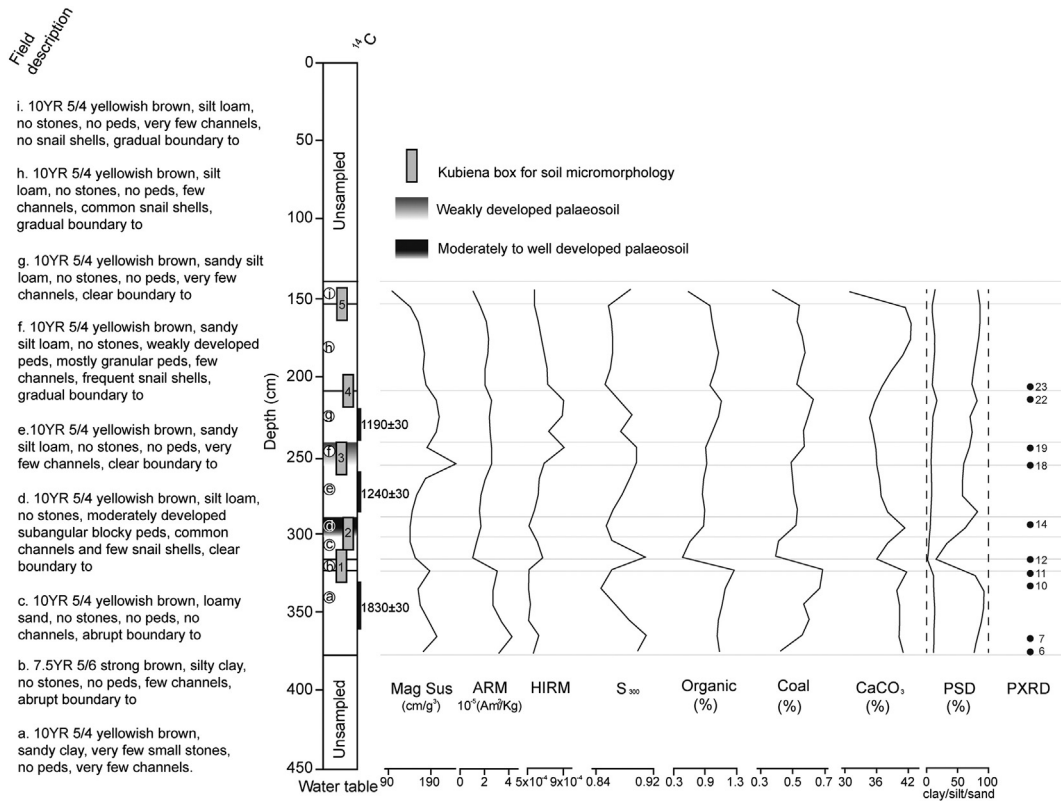 Field
description
i. 10YR 5/4 yellowish brown, silt loam,
no stones, no peds, very few channels,
no snail shells, gradual boundary to
h. 10YR 5/4 yellowish brown, silt
loam, no stones, no peds, few
channels, common snail shells,
gradual boundary to
g. 10YR 5/4 yellowish brown, sandy silt
loam, no stones, no peds, very few
channels, clear boundary to
f. 10YR 5/4 yellowish brown, sandy
silt loam, no stones, weakly developed
peds, mostly granular peds, few
channels, frequent snail shells,
gradual boundary to
e.10YR 5/4 yellowish brown, sandy
silt loam, no stones, no peds, very
few channels, clear boundary to
d. 10YR 5/4 yellowish brown, silt loam,
no stones, moderately developed
subangular blocky peds, common
channels and few snail shells, clear
boundary to
c. 10YR 5/4 yellowish brown, loamy
sand, no stones, no peds, no
channels, abrupt boundary to
b. 7.5YR 5/6 strong brown, silty clay,
no stones, no peds, few channels,
abrupt boundary to
a. 10YR 5/4 yellowish brown,
sandy clay, very few small stones,
no peds, very few channels.
¹⁴C
Depth (cm)
0
50
100
150
200
250
300
350
400
450
Water table
Unsampled
i
h
g
f
e
d
c
b
a
5
4
3
2
1
Unsampled
1190±30
1240±30
1830±30
Kubiena box for soil micromorphology
Weakly developed palaeosoil
Moderately to well developed palaeosoil
23
22
19
18
14
12
11
10
7
6
Mag Sus ARM HIRM S₃₀₀ Organic Coal CaCO₃ PSD PXRD
(cm/g³) 10⁻⁵(Am²/Kg) (%) (%) (%) (%)
90 190 0 2 4 5x10⁻⁴ 9x10⁻⁴ 0.84 0.92 0.3 0.9 1.3 0.3 0.5 0.7 30 36 42 0 50 100
clay/silt/sand